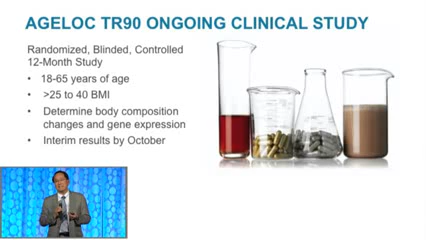 AGELOC TR90 ONGOING CLINICAL STUDY
Randomized, Blinded, Controlled
12-Month Study
• 18-65 years of age
• >25 to 40 BMI
• Determine body composition
changes and gene expression
• Interim results by October